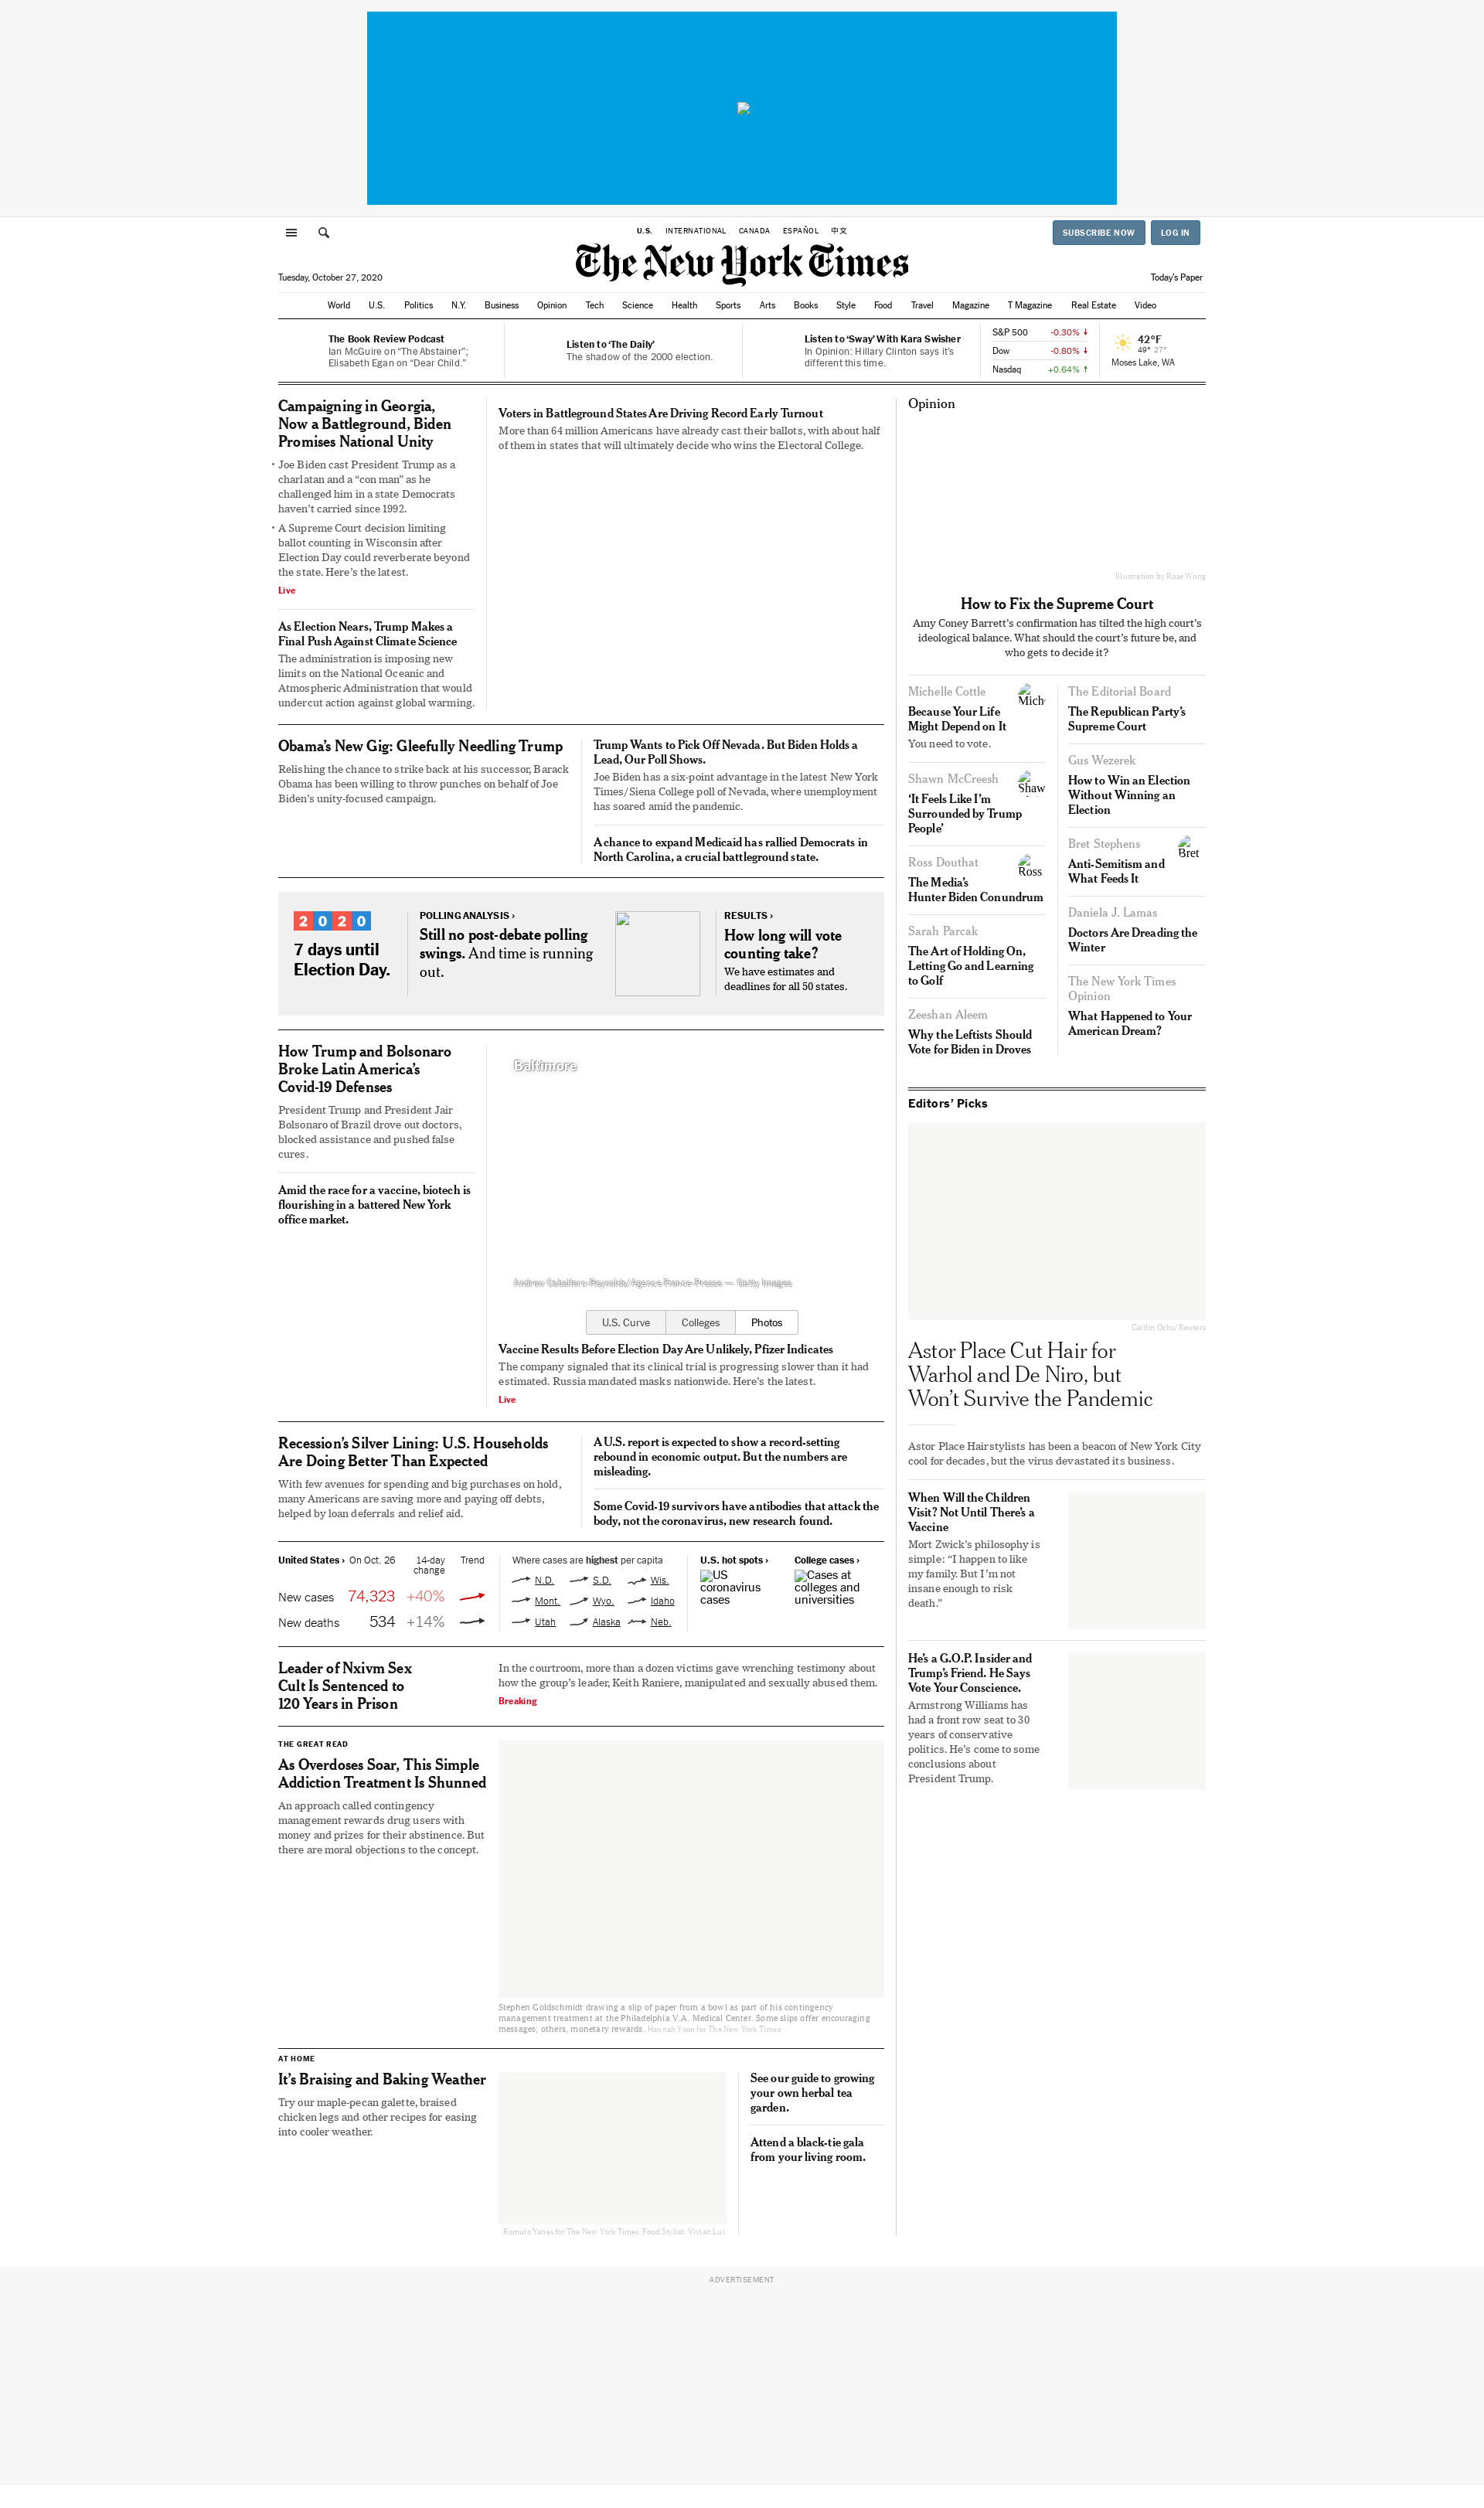 U.S. INTERNATIONAL CANADA ESPAÑOL 中文
SUBSCRIBE NOW LOG IN
The New York Times
Tuesday, October 27, 2020
Today's Paper
World U.S. Politics N.Y. Business Opinion Tech Science Health Sports Arts Books Style Food Travel Magazine T Magazine Real Estate Video
The Book Review Podcast
Ian McGuire on “The Abstainer”;
Elisabeth Egan on “Dear Child.”
Listen to ‘The Daily’
The shadow of the 2000 election.
Listen to ‘Sway’ With Kara Swisher
In Opinion: Hillary Clinton says it's
different this time.
S&P 500 -0.30%
Dow -0.80%
Nasdaq +0.64%
42°F
49° 27°
Moses Lake, WA
Campaigning in Georgia,
Now a Battleground, Biden
Promises National Unity
• Joe Biden cast President Trump as a
charlatan and a “con man” as he
challenged him in a state Democrats
haven’t carried since 1992.
• A Supreme Court decision limiting
ballot counting in Wisconsin after
Election Day could reverberate beyond
the state. Here’s the latest.
Live
As Election Nears, Trump Makes a
Final Push Against Climate Science
The administration is imposing new
limits on the National Oceanic and
Atmospheric Administration that would
undercut action against global warming.
Voters in Battleground States Are Driving Record Early Turnout
More than 64 million Americans have already cast their ballots, with about half
of them in states that will ultimately decide who wins the Electoral College.
Obama’s New Gig: Gleefully Needling Trump
Relishing the chance to strike back at his successor, Barack
Obama has been willing to throw punches on behalf of Joe
Biden’s unity-focused campaign.
Trump Wants to Pick Off Nevada. But Biden Holds a
Lead, Our Poll Shows.
Joe Biden has a six-point advantage in the latest New York
Times/Siena College poll of Nevada, where unemployment
has soared amid the pandemic.
A chance to expand Medicaid has rallied Democrats in
North Carolina, a crucial battleground state.
2020
7 days until
Election Day.
POLLING ANALYSIS ›
Still no post-debate polling
swings. And time is running
out.
RESULTS ›
How long will vote
counting take?
We have estimates and
deadlines for all 50 states.
How Trump and Bolsonaro
Broke Latin America’s
Covid-19 Defenses
President Trump and President Jair
Bolsonaro of Brazil drove out doctors,
blocked assistance and pushed false
cures.
Amid the race for a vaccine, biotech is
flourishing in a battered New York
office market.
Baltimore
Andrew Caballero-Reynolds/Agence France-Presse — Getty Images
U.S. Curve Colleges Photos
Vaccine Results Before Election Day Are Unlikely, Pfizer Indicates
The company signaled that its clinical trial is progressing slower than it had
estimated. Russia mandated masks nationwide. Here’s the latest.
Live
Recession’s Silver Lining: U.S. Households
Are Doing Better Than Expected
With few avenues for spending and big purchases on hold,
many Americans are saving more and paying off debts,
helped by loan deferrals and relief aid.
A U.S. report is expected to show a record-setting
rebound in economic output. But the numbers are
misleading.
Some Covid-19 survivors have antibodies that attack the
body, not the coronavirus, new research found.
United States › On Oct. 26 14-day
change Trend
New cases 74,323 +40%
New deaths 534 +14%
Where cases are highest per capita
N.D. S.D. Wis.
Mont. Wyo. Idaho
Utah Alaska Neb.
U.S. hot spots ›
US
coronavirus
cases
College cases ›
Cases at
colleges and
universities
Leader of Nxivm Sex
Cult Is Sentenced to
120 Years in Prison
In the courtroom, more than a dozen victims gave wrenching testimony about
how the group’s leader, Keith Raniere, manipulated and sexually abused them.
Breaking
THE GREAT READ
As Overdoses Soar, This Simple
Addiction Treatment Is Shunned
An approach called contingency
management rewards drug users with
money and prizes for their abstinence. But
there are moral objections to the concept.
Stephen Goldschmidt drawing a slip of paper from a bowl as part of his contingency
management treatment at the Philadelphia V.A. Medical Center. Some slips offer encouraging
messages; others, monetary rewards. Hannah Yoon for The New York Times
AT HOME
It’s Braising and Baking Weather
Try our maple-pecan galette, braised
chicken legs and other recipes for easing
into cooler weather.
Romulo Yanes for The New York Times. Food Stylist: Vivian Lui.
See our guide to growing
your own herbal tea
garden.
Attend a black-tie gala
from your living room.
Opinion
Illustration by Rose Wong
How to Fix the Supreme Court
Amy Coney Barrett’s confirmation has tilted the high court’s
ideological balance. What should the court’s future be, and
who gets to decide it?
Michelle Cottle
Mich
Because Your Life
Might Depend on It
You need to vote.
Shawn McCreesh
Shaw
‘It Feels Like I’m
Surrounded by Trump
People’
Ross Douthat
Ross
The Media’s
Hunter Biden Conundrum
Sarah Parcak
The Art of Holding On,
Letting Go and Learning
to Golf
Zeeshan Aleem
Why the Leftists Should
Vote for Biden in Droves
The Editorial Board
The Republican Party’s
Supreme Court
Gus Wezerek
How to Win an Election
Without Winning an
Election
Bret Stephens
Bret
Anti-Semitism and
What Feeds It
Daniela J. Lamas
Doctors Are Dreading the
Winter
The New York Times
Opinion
What Happened to Your
American Dream?
Editors’ Picks
Caitlin Ochs/Reuters
Astor Place Cut Hair for
Warhol and De Niro, but
Won’t Survive the Pandemic
Astor Place Hairstylists has been a beacon of New York City
cool for decades, but the virus devastated its business.
When Will the Children
Visit? Not Until There’s a
Vaccine
Mort Zwick’s philosophy is
simple: “I happen to like
my family. But I’m not
insane enough to risk
death.”
He’s a G.O.P. Insider and
Trump’s Friend. He Says
Vote Your Conscience.
Armstrong Williams has
had a front row seat to 30
years of conservative
politics. He’s come to some
conclusions about
President Trump.
ADVERTISEMENT